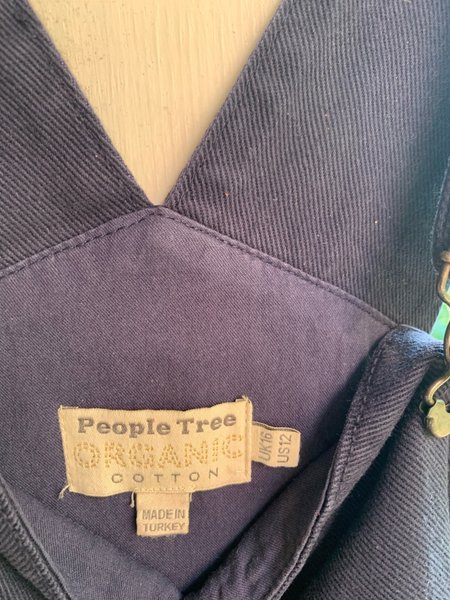 People Tree
ORGANIC
COTTON
UK16
US12
MADE IN
TURKEY